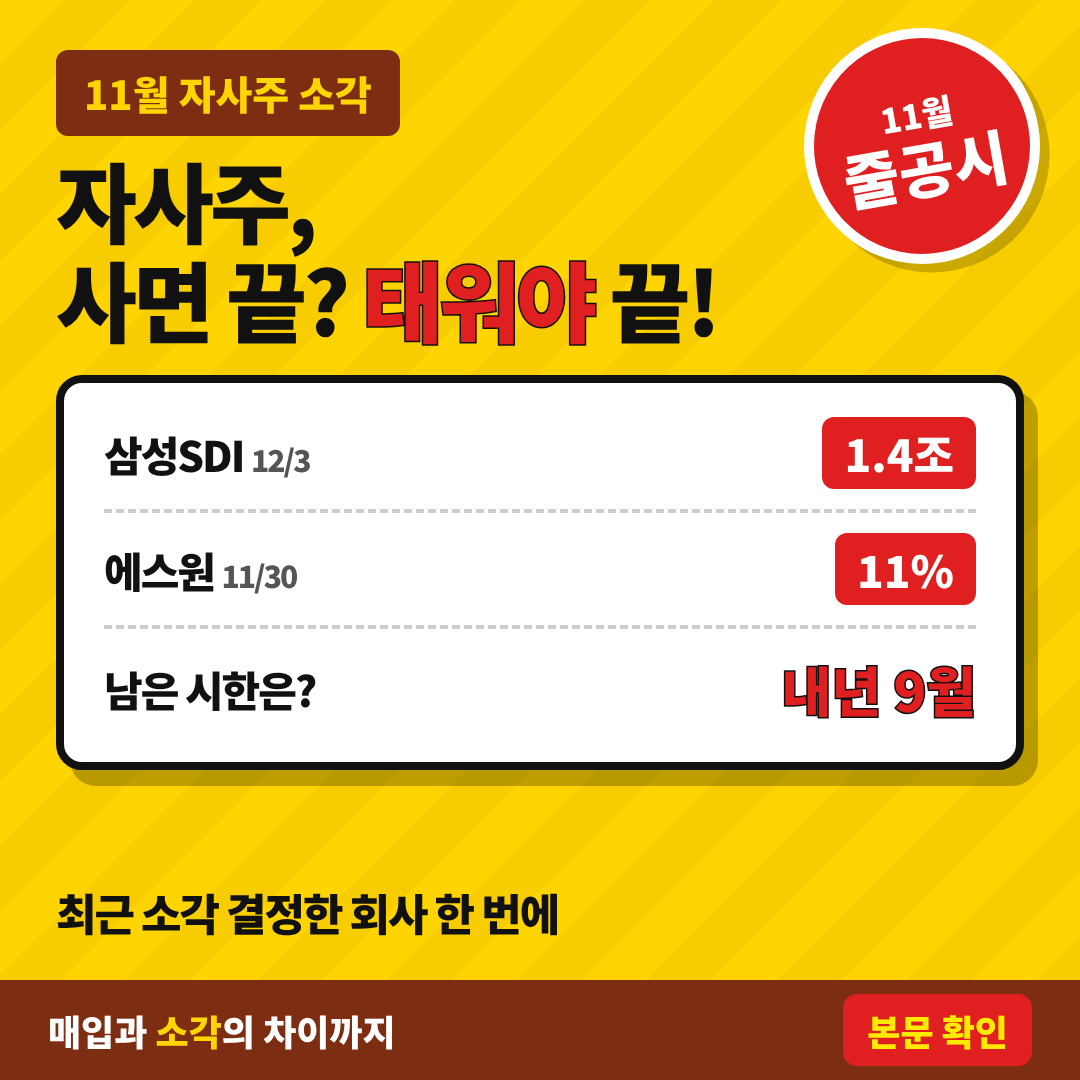 11월 자사주 소각
11월
줄공시
자사주,
사면 끝? 태워야 끝!
삼성SDI 12/3 1.4조
에스원 11/30 11%
남은 시한은? 내년 9월
최근 소각 결정한 회사 한 번에
매입과 소각의 차이까지 본문 확인